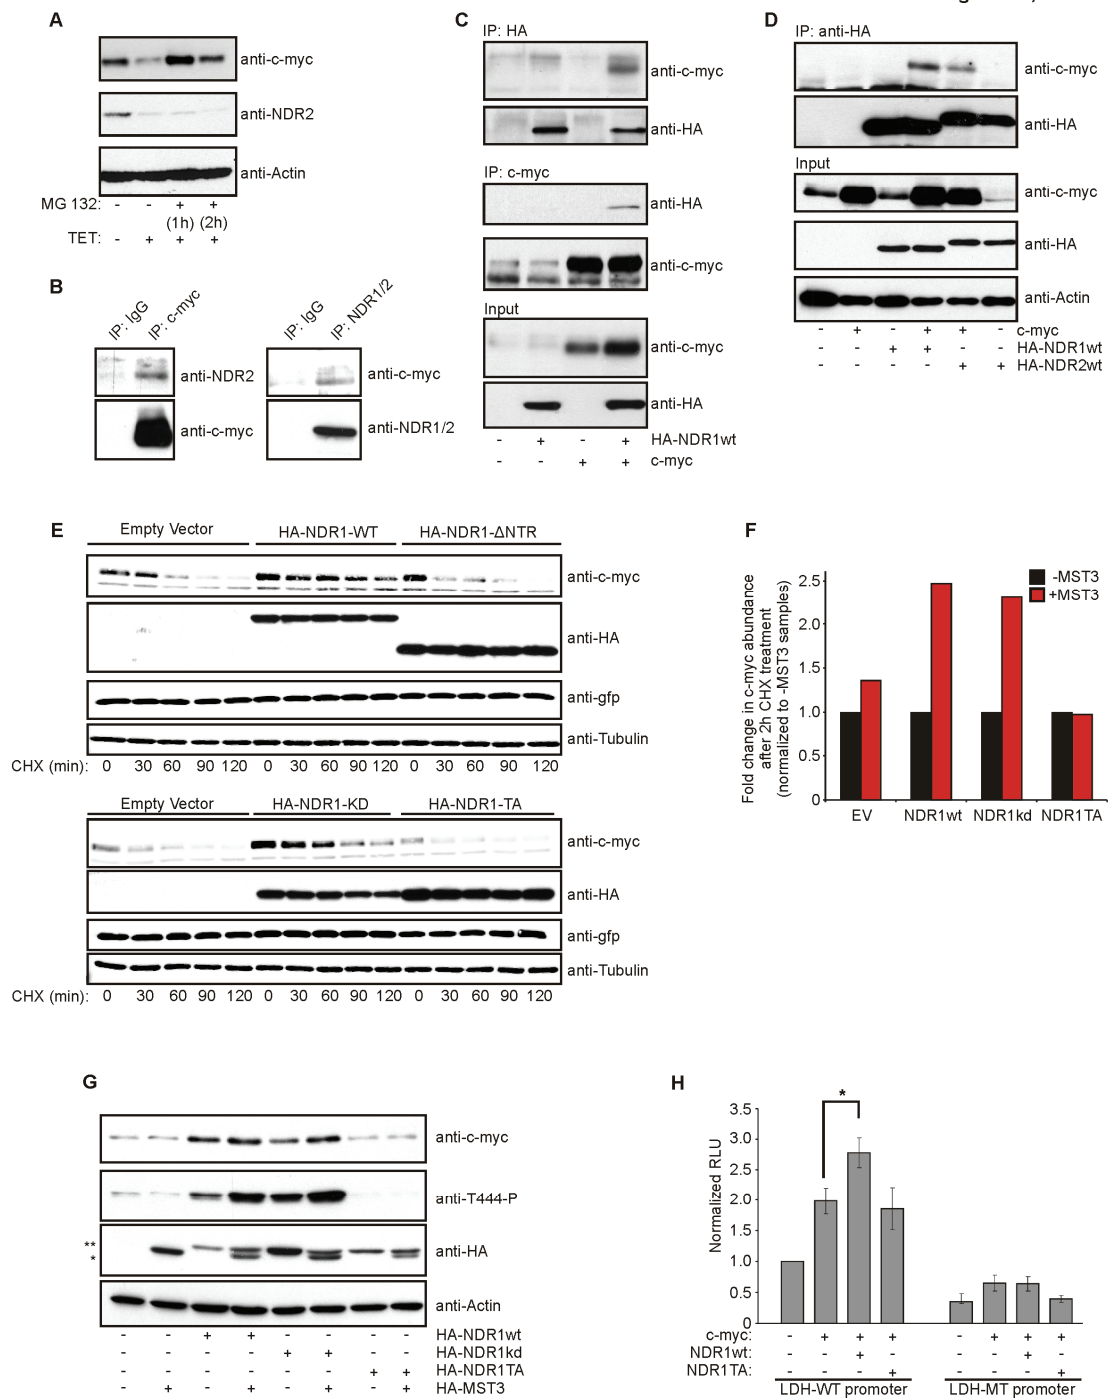 A
anti-c-myc
anti-NDR2
anti-Actin
MG 132: - - + +
(1h) (2h)
TET: - + + +
B
IP: IgG
IP: c-myc
anti-NDR2
anti-c-myc
IP: IgG
IP: NDR1/2
anti-c-myc
anti-NDR1/2
C
IP: HA
anti-c-myc
anti-HA
IP: c-myc
anti-HA
anti-c-myc
Input
anti-c-myc
anti-HA
- + - + HA-NDR1wt
- - + + c-myc
D
IP: anti-HA
anti-c-myc
anti-HA
Input
anti-c-myc
anti-HA
anti-Actin
- + - + + - c-myc
- - + + - - HA-NDR1wt
- - - - + + HA-NDR2wt
E
Empty Vector HA-NDR1-WT HA-NDR1-ΔNTR
anti-c-myc
anti-HA
anti-gfp
anti-Tubulin
CHX (min): 0 30 60 90 120 0 30 60 90 120 0 30 60 90 120
Empty Vector HA-NDR1-KD HA-NDR1-TA
anti-c-myc
anti-HA
anti-gfp
anti-Tubulin
CHX (min): 0 30 60 90 120 0 30 60 90 120 0 30 60 90 120
F
Fold change in c-myc abundance
after 2h CHX treatment
(normalized to -MST3 samples)
2.5
2.0
1.5
1.0
0.5
0
-MST3
+MST3
EV NDR1wt NDR1kd NDR1TA
G
anti-c-myc
anti-T444-P
**
*
anti-HA
anti-Actin
- - + + - - - - HA-NDR1wt
- - - - + + - - HA-NDR1kd
- - - - - - + + HA-NDR1TA
- + - + - + - + HA-MST3
H
Normalized RLU
3.5
3.0
2.5
2.0
1.5
1.0
0.5
0
*
c-myc: - + + + - + + +
NDR1wt: - - + - - - + -
NDR1TA: - - - + - - - +
LDH-WT promoter LDH-MT promoter